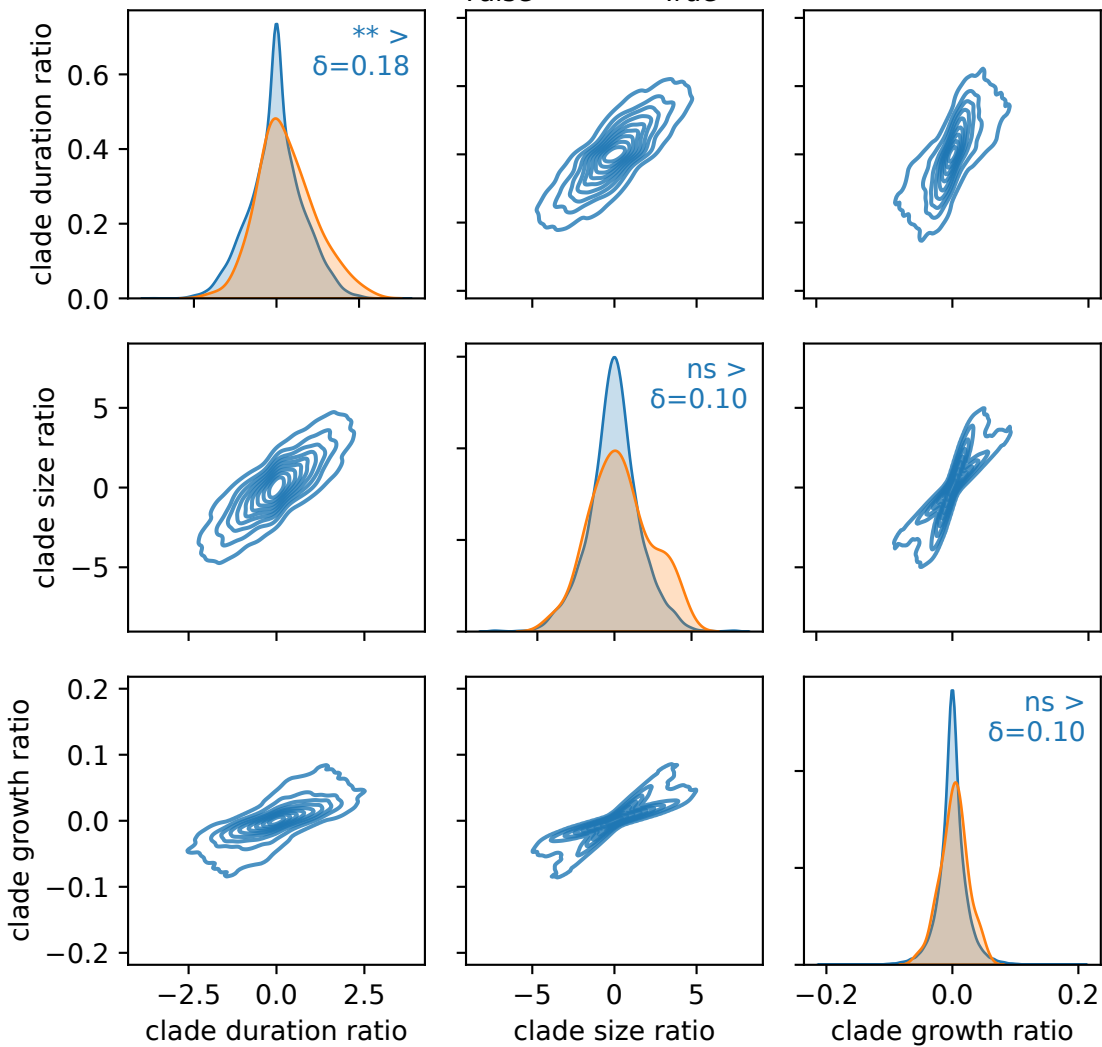 ** >
δ=0.18
clade duration ratio
0.6
0.4
0.2
0.0
ns >
δ=0.10
clade size ratio
5
0
−5
ns >
δ=0.10
clade growth ratio
0.2
0.1
0.0
−0.1
−0.2
−2.5 0.0 2.5
−5 0 5
−0.2 0.0 0.2
clade duration ratio
clade size ratio
clade growth ratio